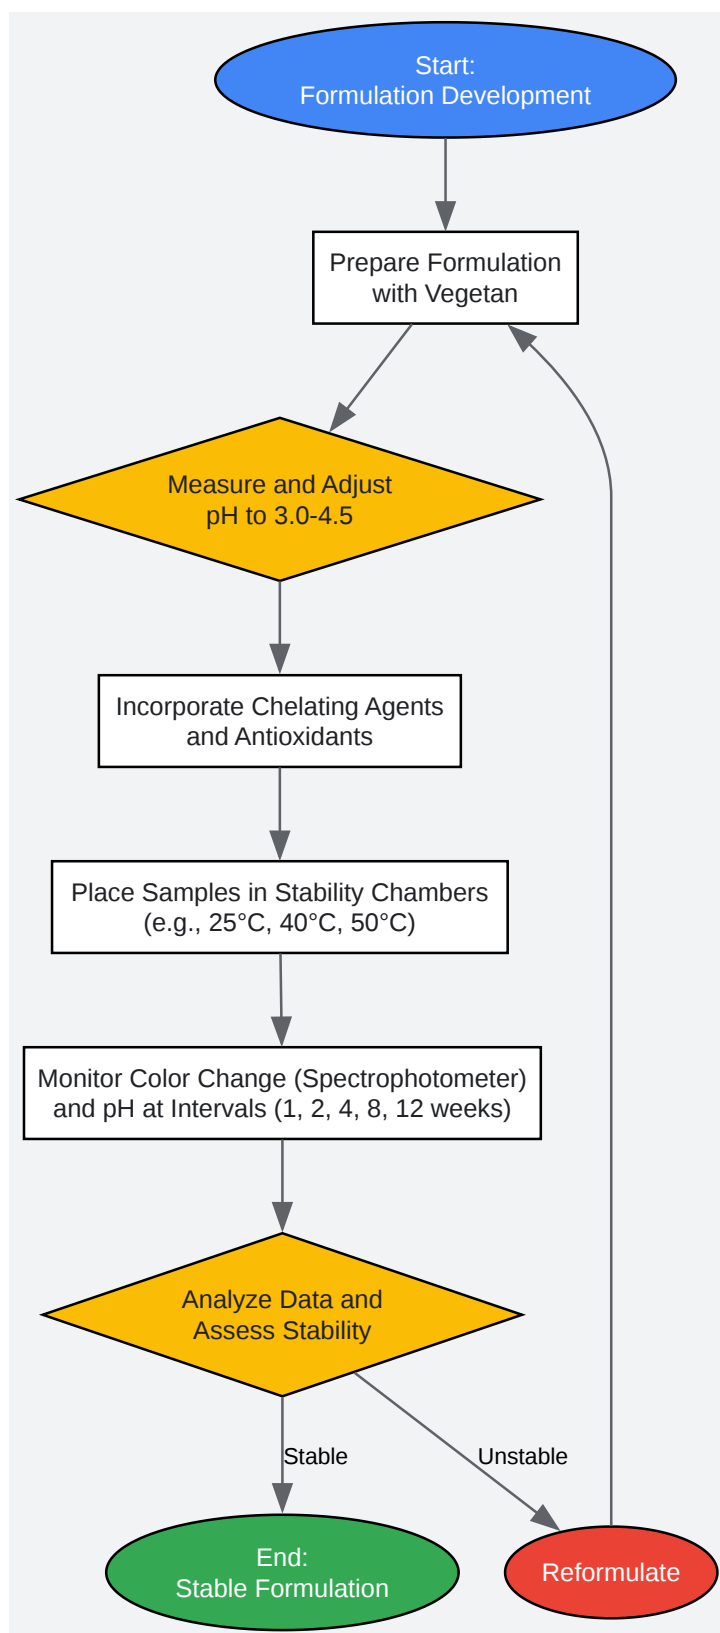 Start:
Formulation Development
Prepare Formulation
with Vegetan
Measure and Adjust
pH to 3.0-4.5
Incorporate Chelating Agents
and Antioxidants
Place Samples in Stability Chambers
(e.g., 25°C, 40°C, 50°C)
Monitor Color Change (Spectrophotometer)
and pH at Intervals (1, 2, 4, 8, 12 weeks)
Analyze Data and
Assess Stability
Stable
Unstable
End:
Stable Formulation
Reformulate